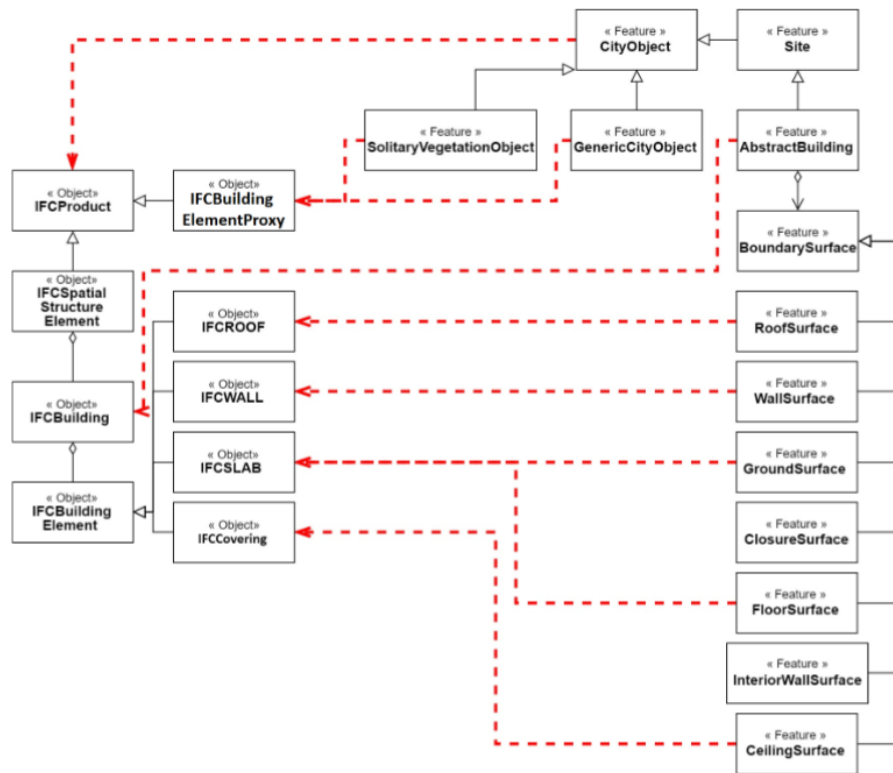 « Feature »
CityObject
« Feature »
Site
« Feature »
SolitaryVegetationObject
« Feature »
GenericCityObject
« Feature »
AbstractBuilding
« Object»
IFCProduct
« Object»
IFCBuilding
ElementProxy
« Feature »
BoundarySurface
« Object»
IFCSpatial
Structure
Element
« Object»
IFCROOF
« Feature »
RoofSurface
« Object»
IFCBuilding
« Object»
IFCWALL
« Feature »
WallSurface
« Object»
IFCSLAB
« Feature »
GroundSurface
« Object»
IFCBuilding
Element
« Object»
IFCCovering
« Feature »
ClosureSurface
« Feature »
FloorSurface
« Feature »
InteriorWallSurface
« Feature »
CeilingSurface